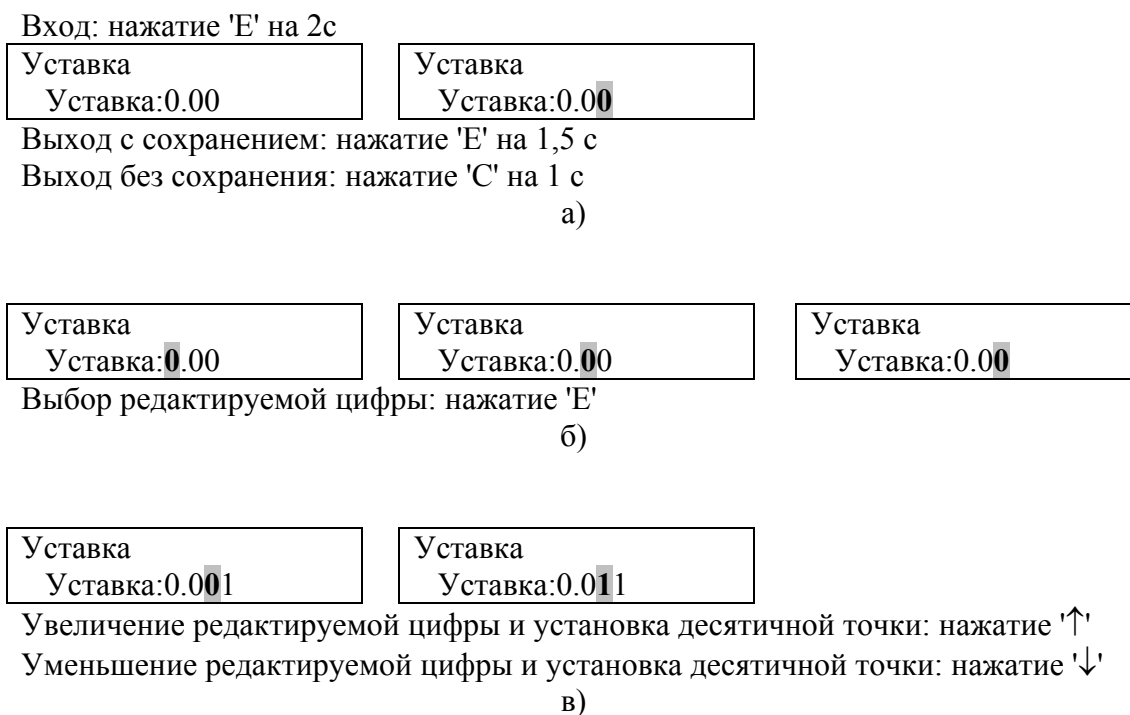 Вход: нажатие 'Е' на 2с
Уставка Уставка
Уставка:0.00 Уставка:0.00
Выход с сохранением: нажатие 'Е' на 1,5 с
Выход без сохранения: нажатие 'С' на 1 с
а)
Уставка Уставка Уставка
Уставка:0.00 Уставка:0.00 Уставка:0.00
Выбор редактируемой цифры: нажатие 'Е'
б)
Уставка Уставка
Уставка:0.001 Уставка:0.011
Увеличение редактируемой цифры и установка десятичной точки: нажатие '↑'
Уменьшение редактируемой цифры и установка десятичной точки: нажатие '↓'
в)